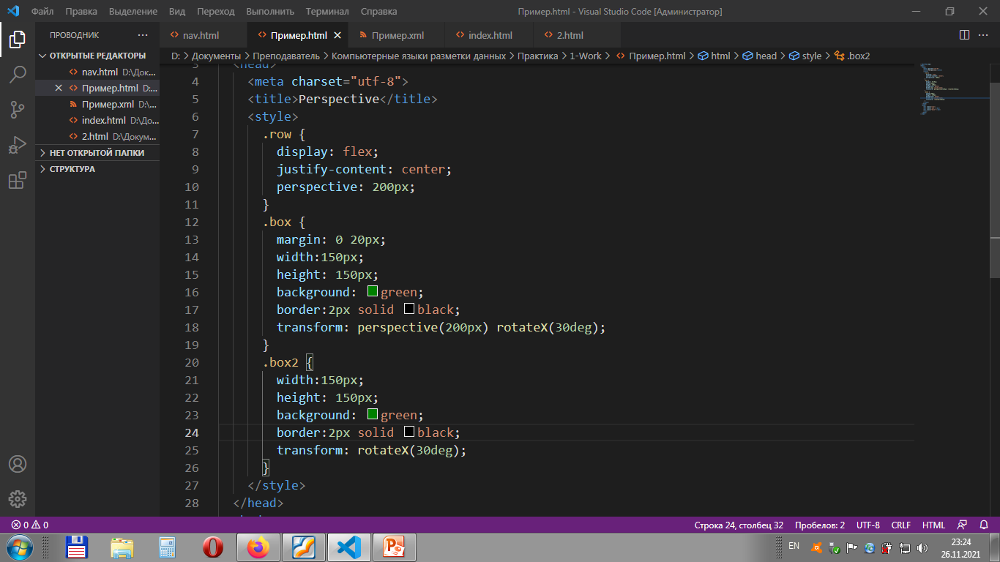 Файл Правка Выделение Вид Переход Выполнить Терминал Справка Пример.html - Visual Studio Code [Администратор]
ПРОВОДНИК ... nav.html Пример.html Пример.xml index.html 2.html
ОТКРЫТЫЕ РЕДАКТОРЫ
nav.html D:\Док...
Пример.html D:...
Пример.xml D:\...
index.html D:\До...
2.html D:\Докум...
НЕТ ОТКРЫТОЙ ПАПКИ
СТРУКТУРА
D: > Документы > Преподаватель > Компьютерные языки разметки данных > Практика > 1-Work > Пример.html > html > head > style > .box2
3 <head>
4 <meta charset="utf-8">
5 <title>Perspective</title>
6 <style>
7 .row {
8 display: flex;
9 justify-content: center;
10 perspective: 200px;
11 }
12 .box {
13 margin: 0 20px;
14 width:150px;
15 height: 150px;
16 background: green;
17 border:2px solid black;
18 transform: perspective(200px) rotateX(30deg);
19 }
20 .box2 {
21 width:150px;
22 height: 150px;
23 background: green;
24 border:2px solid black;
25 transform: rotateX(30deg);
26 }
27 </style>
28 </head>
0 0 Строка 24, столбец 32 Пробелов: 2 UTF-8 CRLF HTML
EN 23:24
26.11.2021